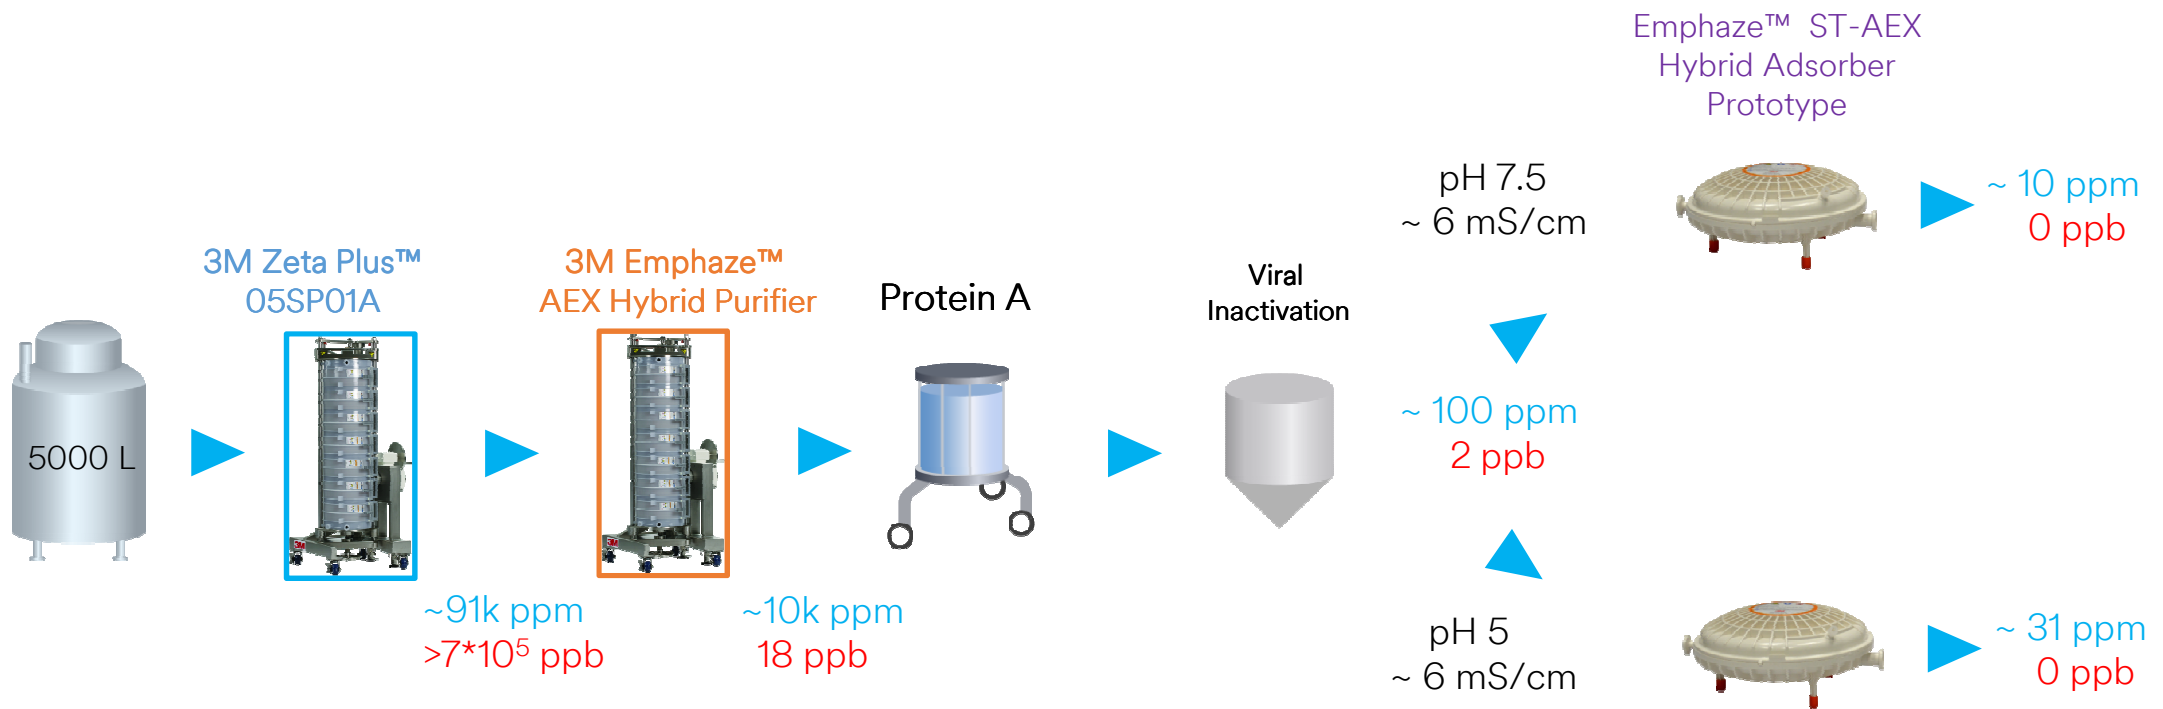 Emphaze™ ST-AEX
Hybrid Adsorber
Prototype
pH 7.5
~ 6 mS/cm
~ 10 ppm
0 ppb
3M Zeta Plus™
05SP01A
3M Emphaze™
AEX Hybrid Purifier
Protein A
Viral
Inactivation
5000 L
~ 100 ppm
2 ppb
~91k ppm
>7*10⁵ ppb
~10k ppm
18 ppb
pH 5
~ 6 mS/cm
~ 31 ppm
0 ppb